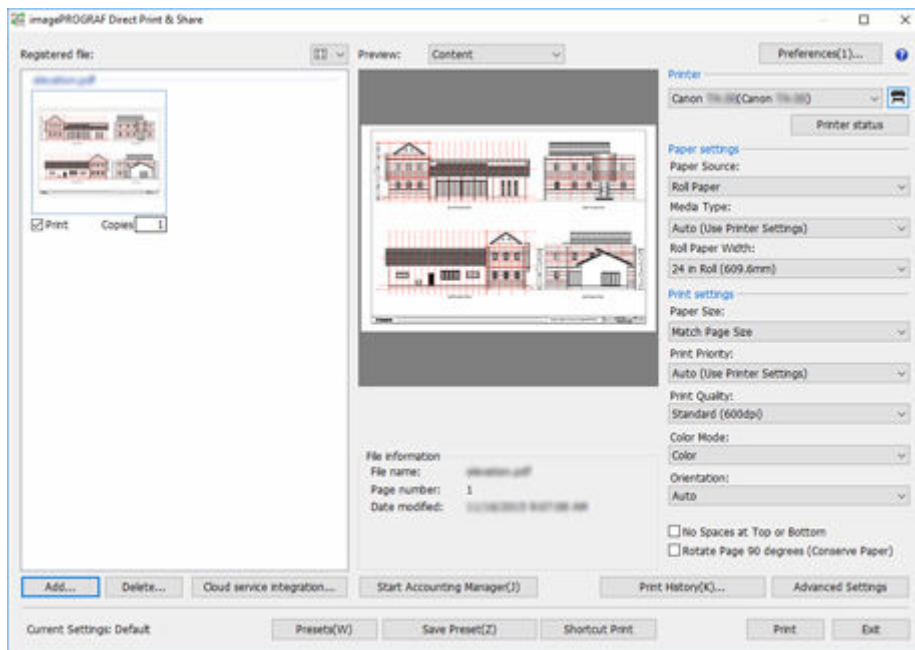 imagePROGRAF Direct Print & Share
Registered file:
Preview:
Content
Preferences(1)...
Printer
Canon
(Canon
Printer status
Paper settings
Paper Source:
Roll Paper
Media Type:
Auto (Use Printer Settings)
Roll Paper Width:
24 in Roll (609.6mm)
Print
Copies
1
Print settings
Paper Size:
Match Page Size
Print Priority:
Auto (Use Printer Settings)
Print Quality:
Standard (600dpi)
Color Mode:
Color
Orientation:
Auto
No Spaces at Top or Bottom
Rotate Page 90 degrees (Conserve Paper)
File information
File name:
Page number: 1
Date modified:
Add...
Delete...
Cloud service integration...
Start Accounting Manager(J)
Print History(K)...
Advanced Settings
Current Settings: Default
Presets(W)
Save Preset(Z)
Shortcut Print
Print
Exit